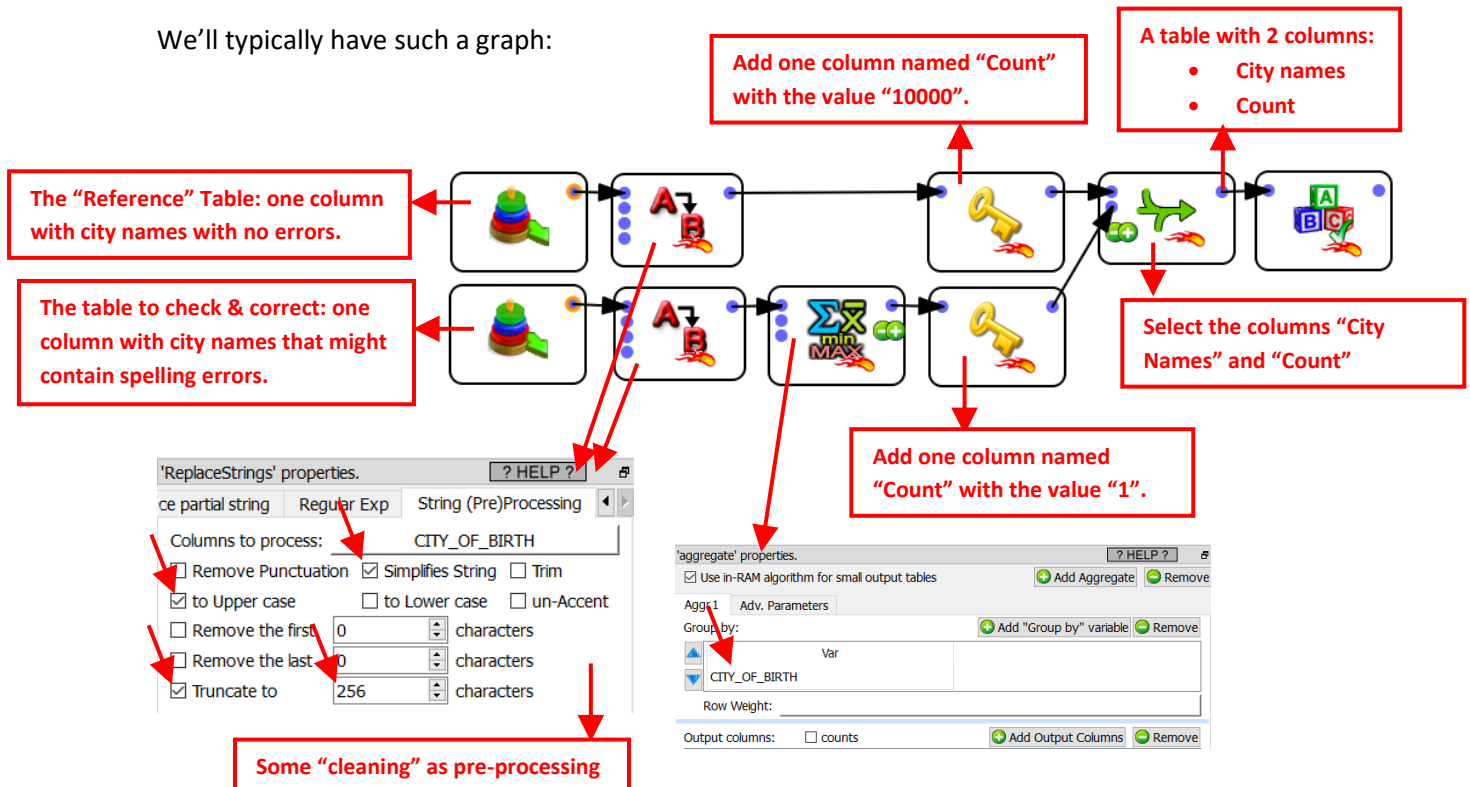 We'll typically have such a graph:
Add one column named “Count”
with the value “10000”.
A table with 2 columns:
• City names
• Count
The “Reference” Table: one column
with city names with no errors.
A
B
A
B C
The table to check & correct: one
column with city names that might
contain spelling errors.
A
B
Σ x
min
MAX
Select the columns “City
Names” and “Count”
Add one column named
“Count” with the value “1”.
'ReplaceStrings' properties. ? HELP ?
ce partial string Regular Exp String (Pre)Processing
Columns to process: CITY_OF_BIRTH
Remove Punctuation Simplifies String Trim
to Upper case to Lower case un-Accent
Remove the first 0 characters
Remove the last 0 characters
Truncate to 256 characters
Some “cleaning” as pre-processing
'aggregate' properties. ? HELP ?
Use in-RAM algorithm for small output tables Add Aggregate Remove
Aggr1 Adv. Parameters
Group by: Add "Group by" variable Remove
Var
CITY_OF_BIRTH
Row Weight:
Output columns: counts Add Output Columns Remove